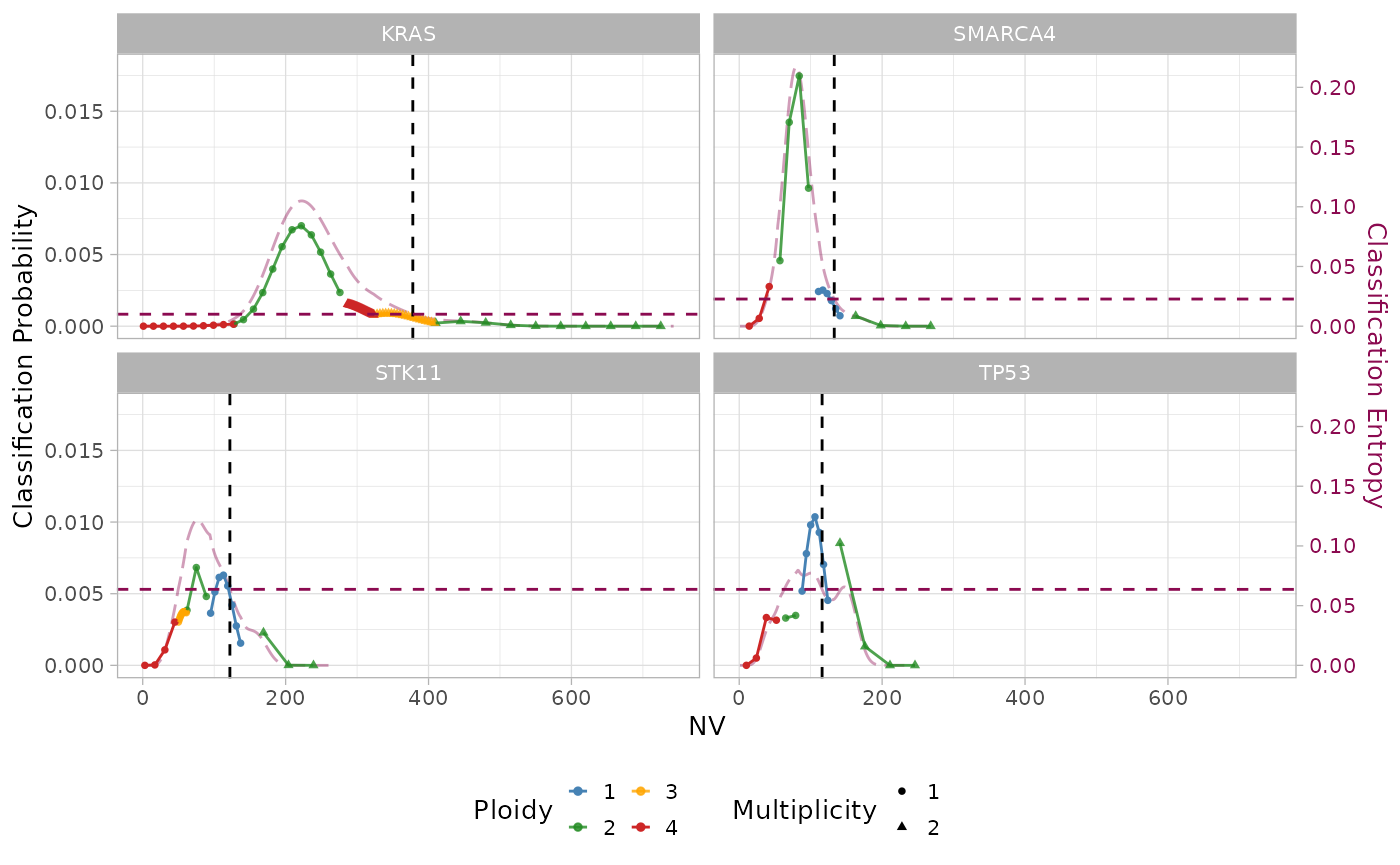 KRAS SMARCA4
0.015
0.010
0.005
0.000
0.20
0.15
0.10
0.05
0.00
STK11 TP53
0.015
0.010
0.005
0.000
0.20
0.15
0.10
0.05
0.00
0 200 400 600 0 200 400 600
Classification Probability
Classification Entropy
NV
Ploidy 1 3 Multiplicity 1
2 4 2